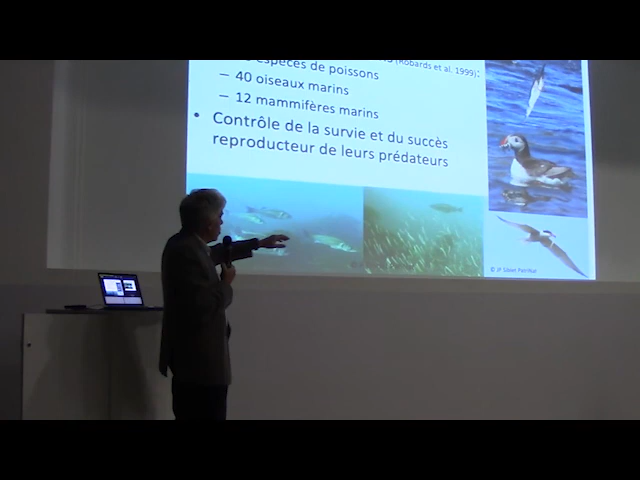 (Robards et al. 1999):
espèces de poissons
– 40 oiseaux marins
– 12 mammifères marins
• Contrôle de la survie et du succès
reproducteur de leurs prédateurs